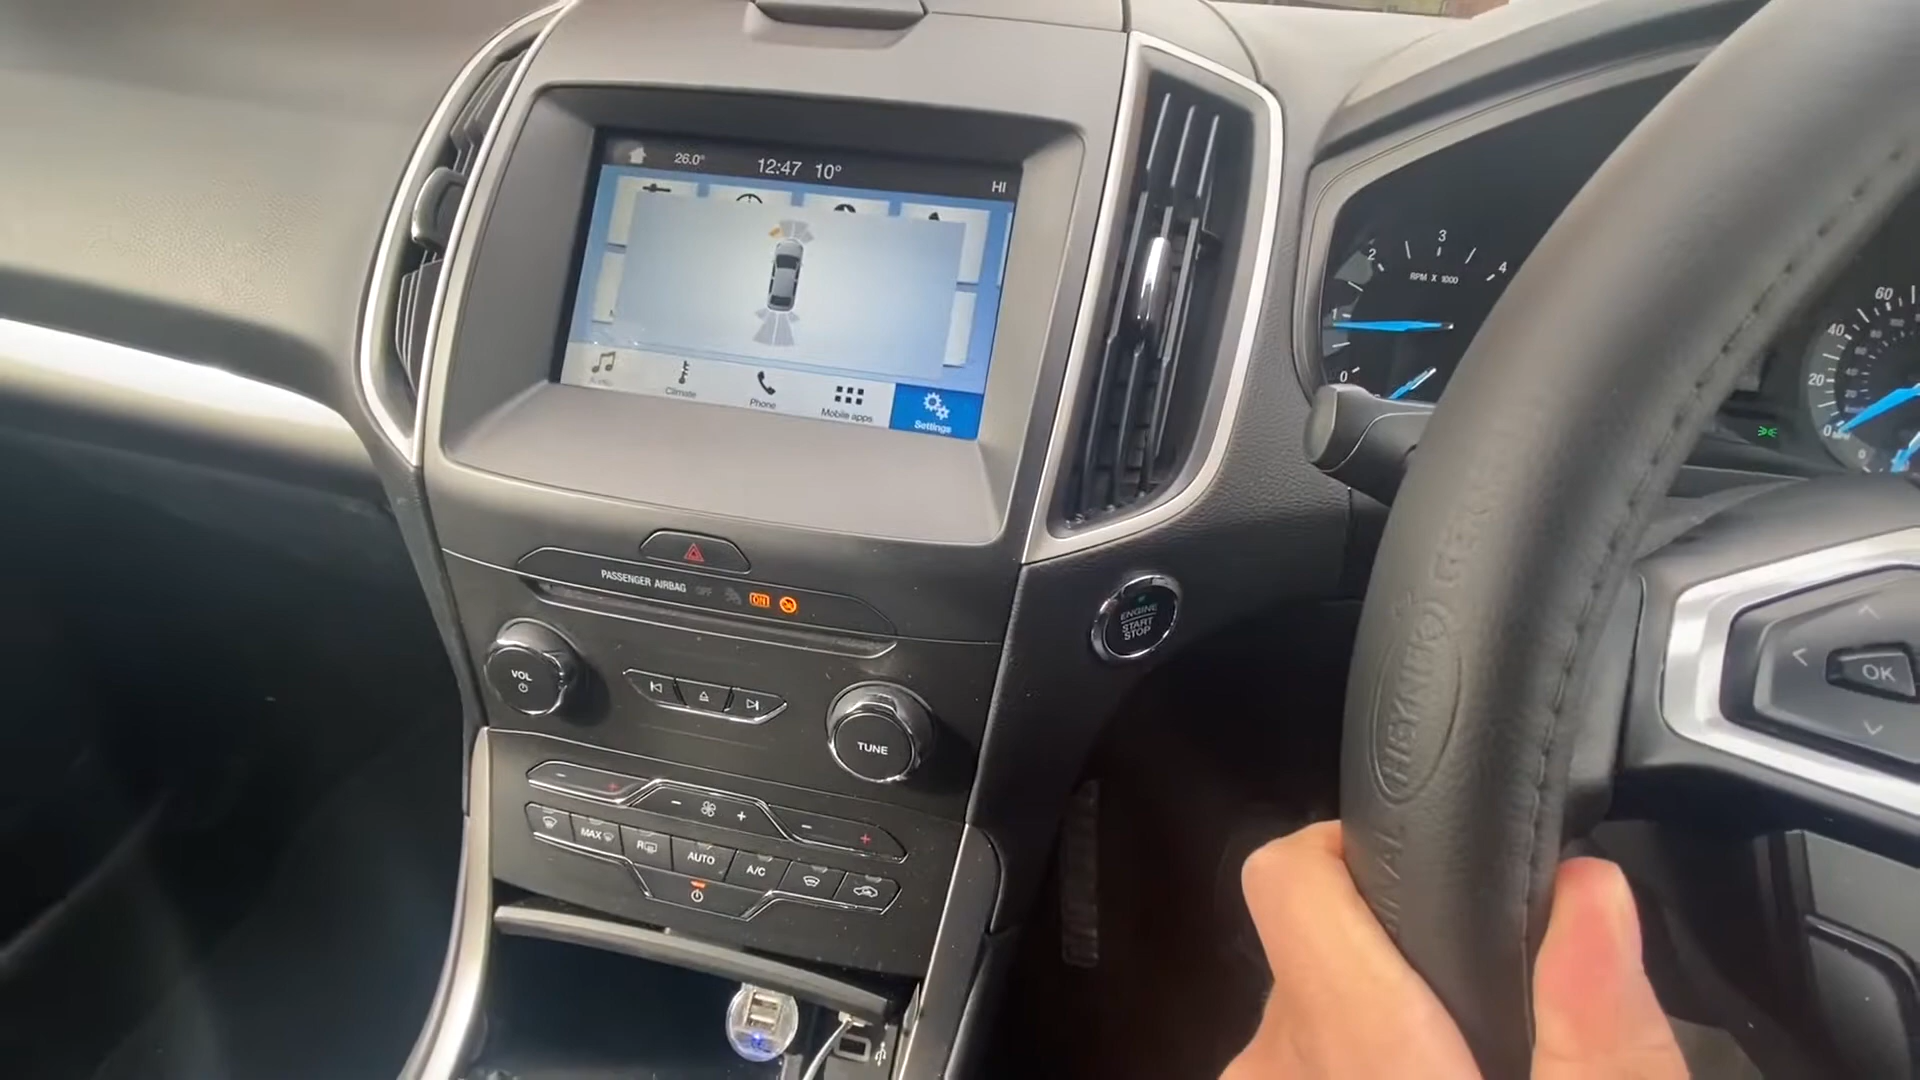 26.0°
12:47
10°
HI
Climate
Phone
Mobile apps
Settings
PASSENGER AIRBAG OFF ON
VOL
TUNE
MAX
R
AUTO
A/C
ENGINE
START
STOP
0
1
2
3
4
RPM X 1000
0
20
40
60
OK
HEYNER